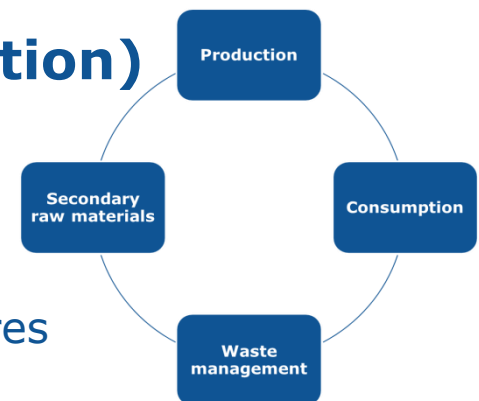 tion)
Production
Secondary
raw materials
Consumption
res
Waste
management